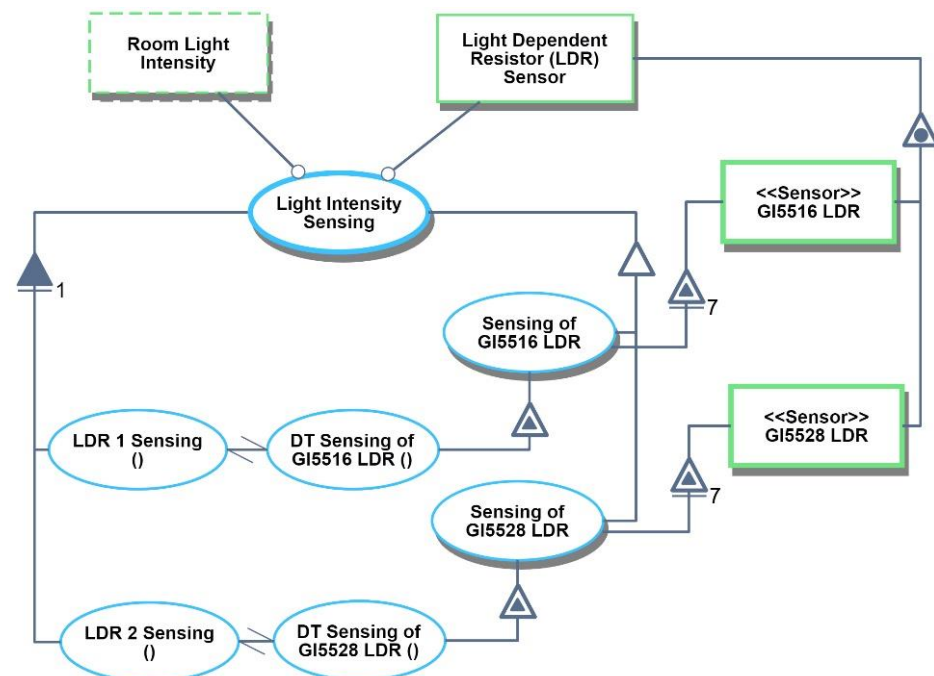 Room Light
Intensity
Light Dependent
Resistor (LDR)
Sensor
Light Intensity
Sensing
<<Sensor>>
GI5516 LDR
1
7
Sensing of
GI5516 LDR
<<Sensor>>
GI5528 LDR
LDR 1 Sensing
()
DT Sensing of
GI5516 LDR ()
7
Sensing of
GI5528 LDR
LDR 2 Sensing
()
DT Sensing of
GI5528 LDR ()